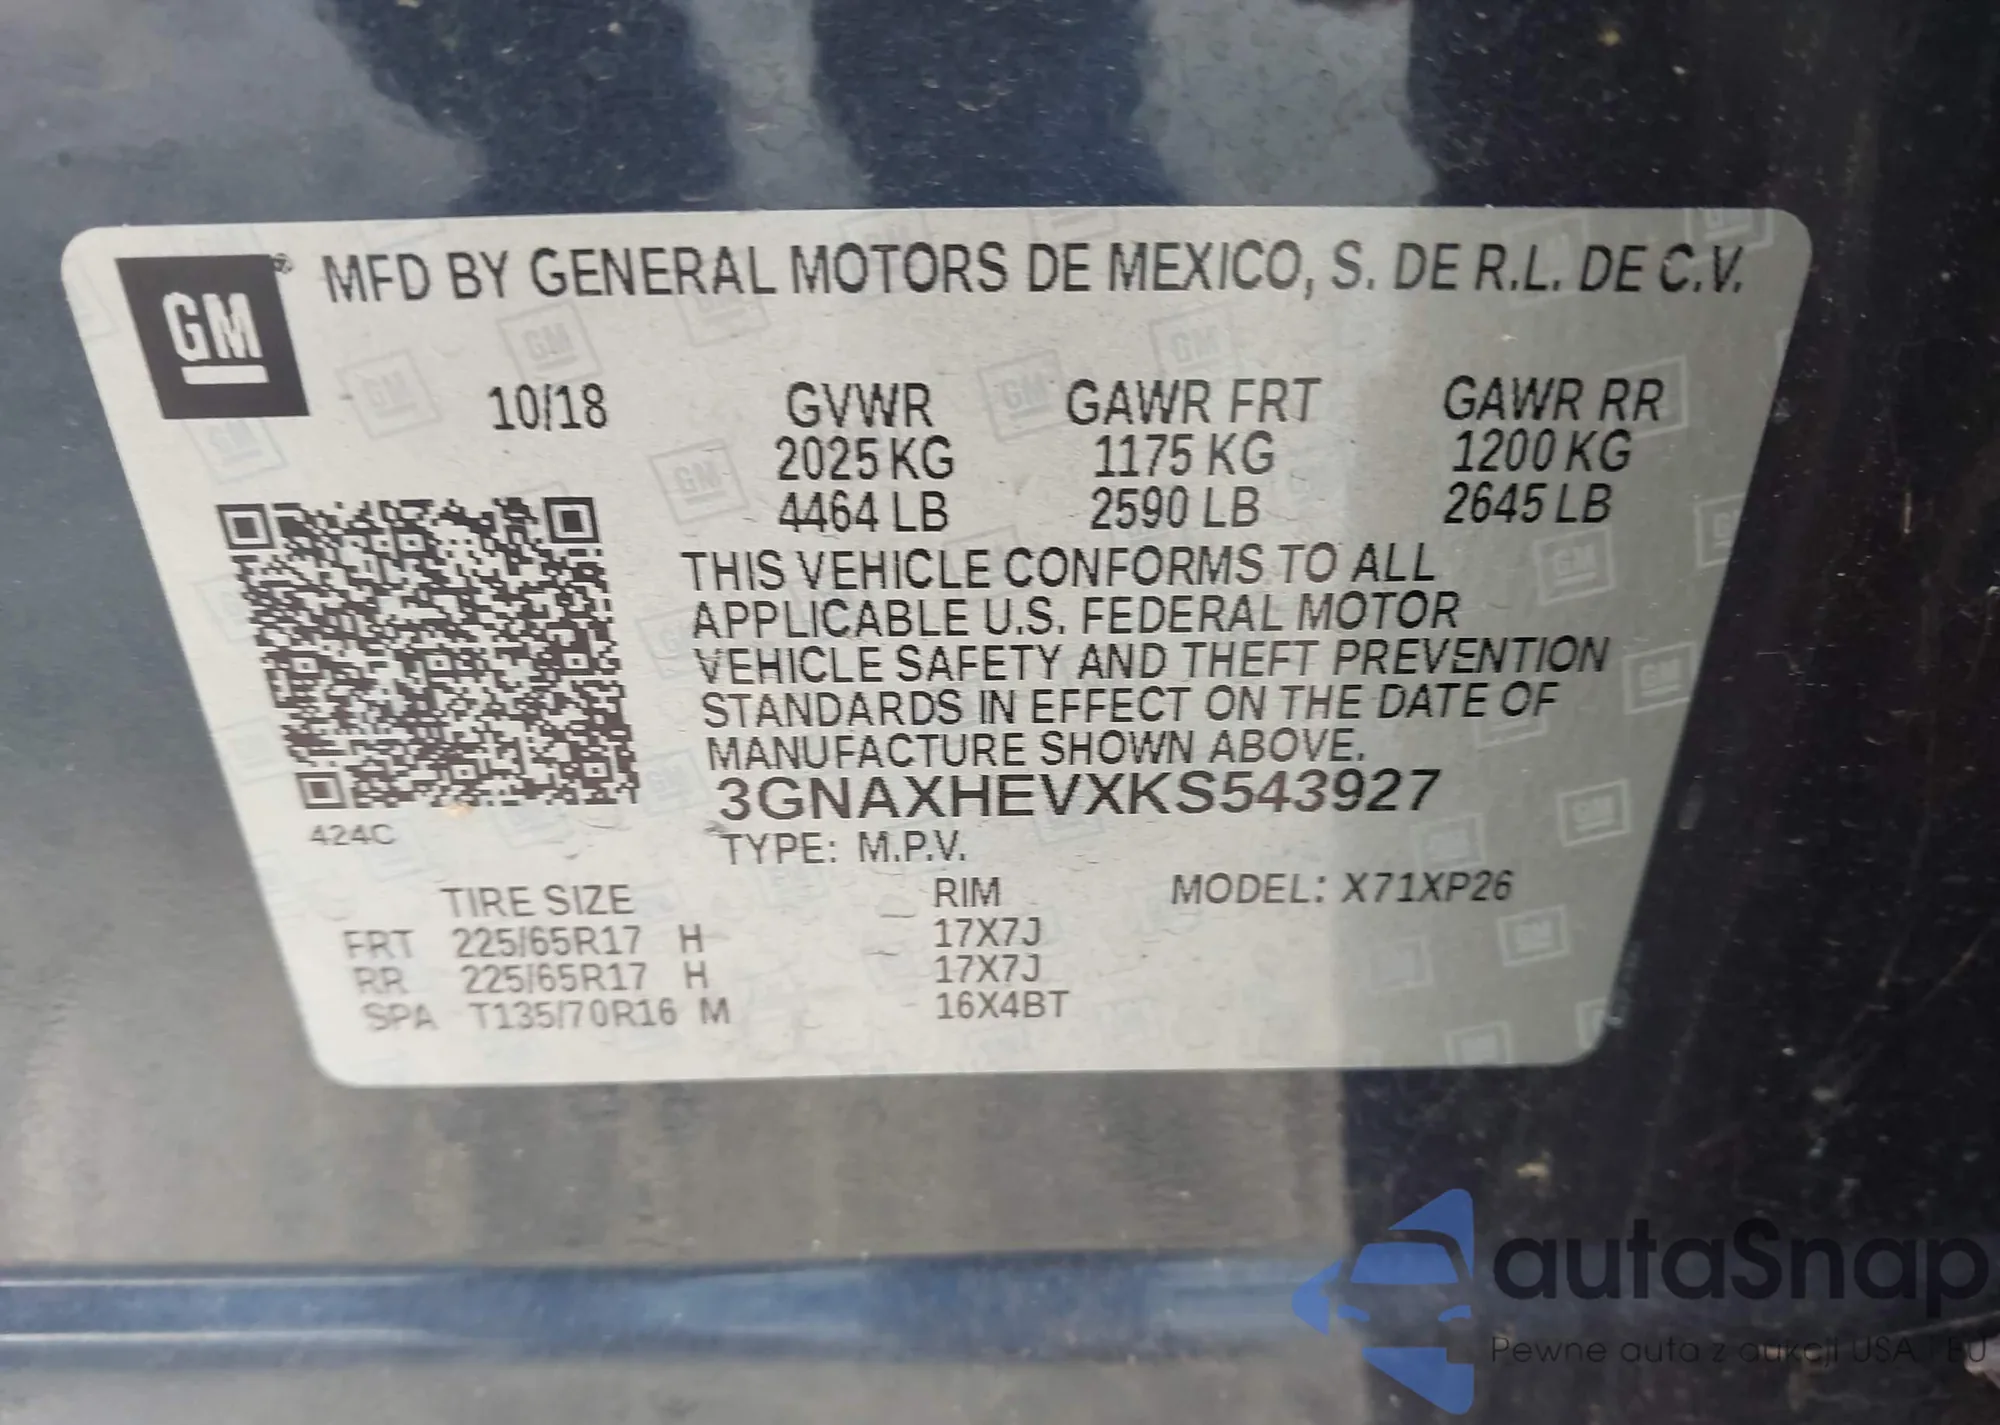 GM ® MFD BY GENERAL MOTORS DE MEXICO, S. DE R.L. DE C.V.
10/18 GVWR GAWR FRT GAWR RR
2025 KG 1175 KG 1200 KG
4464 LB 2590 LB 2645 LB
THIS VEHICLE CONFORMS TO ALL
APPLICABLE U.S. FEDERAL MOTOR
VEHICLE SAFETY AND THEFT PREVENTION
STANDARDS IN EFFECT ON THE DATE OF
MANUFACTURE SHOWN ABOVE.
3GNAXHEVXKS543927
424C
TYPE: M.P.V.
TIRE SIZE RIM MODEL: X71XP26
FRT 225/65R17 H 17X7J
RR 225/65R17 H 17X7J
SPA T135/70R16 M 16X4BT
autaSnap
Pewne auta z aukcji USA i EU